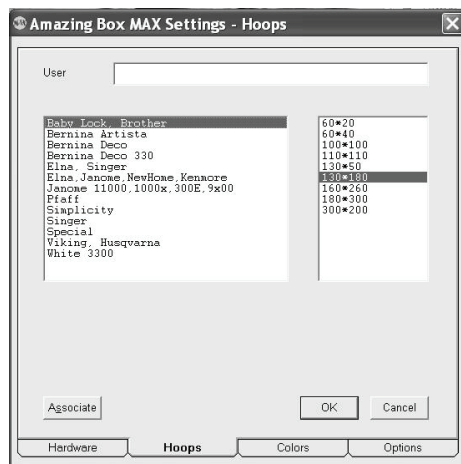 Amazing Box MAX Settings - Hoops
User
Baby Lock, Brother
Bernina Artista
Bernina Deco
Bernina Deco 330
Elna, Singer
Elna,Janome,NewHome,Kenmore
Janome 11000,1000x,300E,9x00
Pfaff
Simplicity
Singer
Special
Viking, Husqvarna
White 3300
60*20
60*40
100*100
110*110
130*50
130*180
160*260
180*300
300*200
Associate
OK
Cancel
Hardware
Hoops
Colors
Options